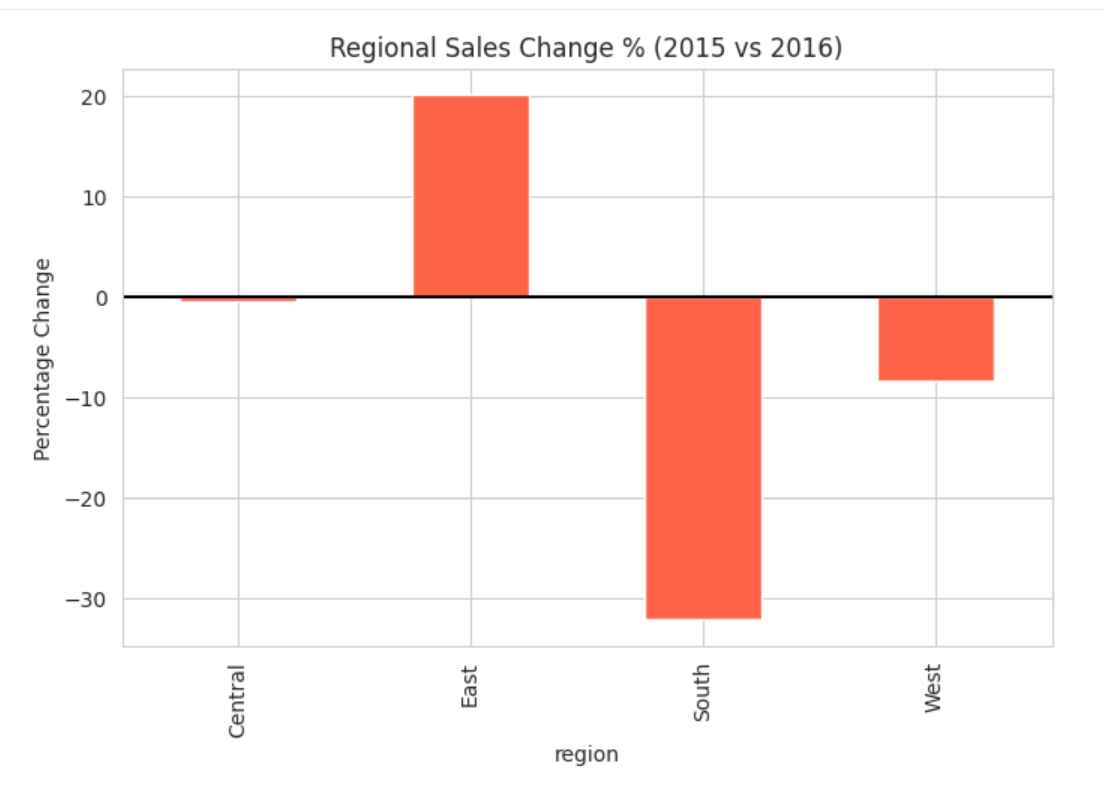 Regional Sales Change % (2015 vs 2016)
Percentage Change
20
10
0
−10
−20
−30
Central
East
South
West
region